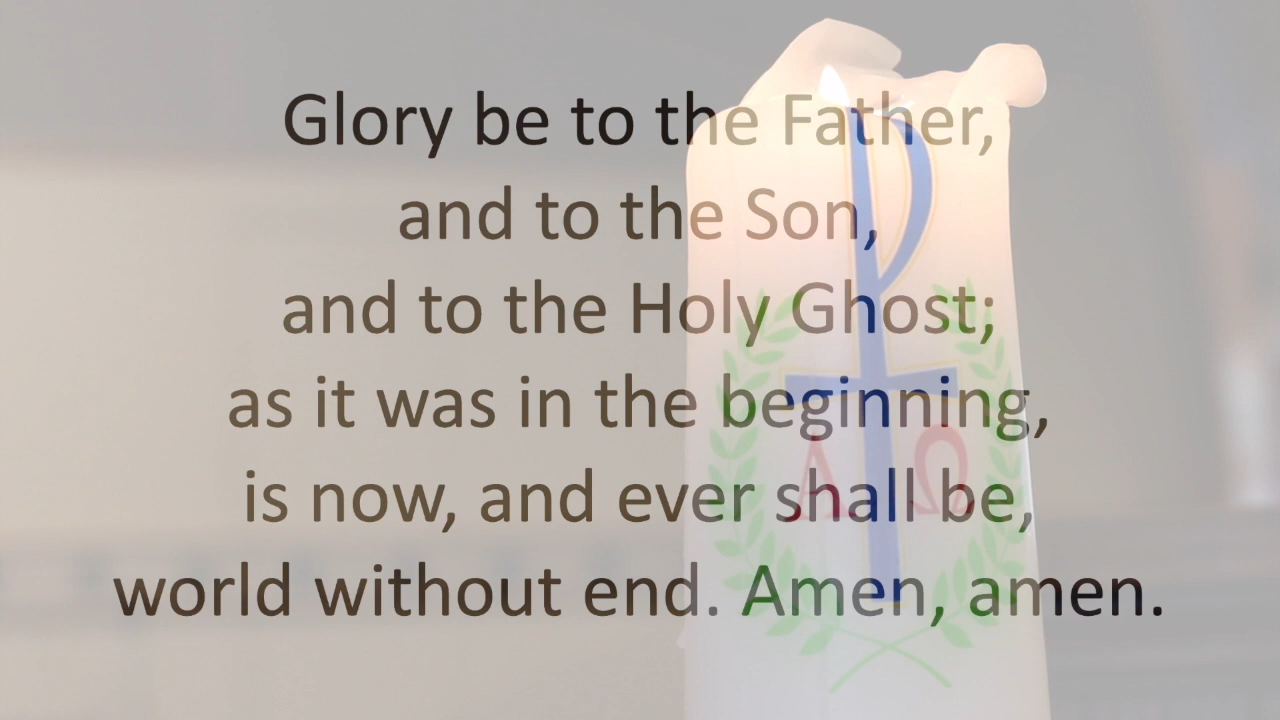 Glory be to the Father,
and to the Son,
and to the Holy Ghost;
as it was in the beginning,
is now, and ever shall be,
world without end. Amen, amen.
Α Ω